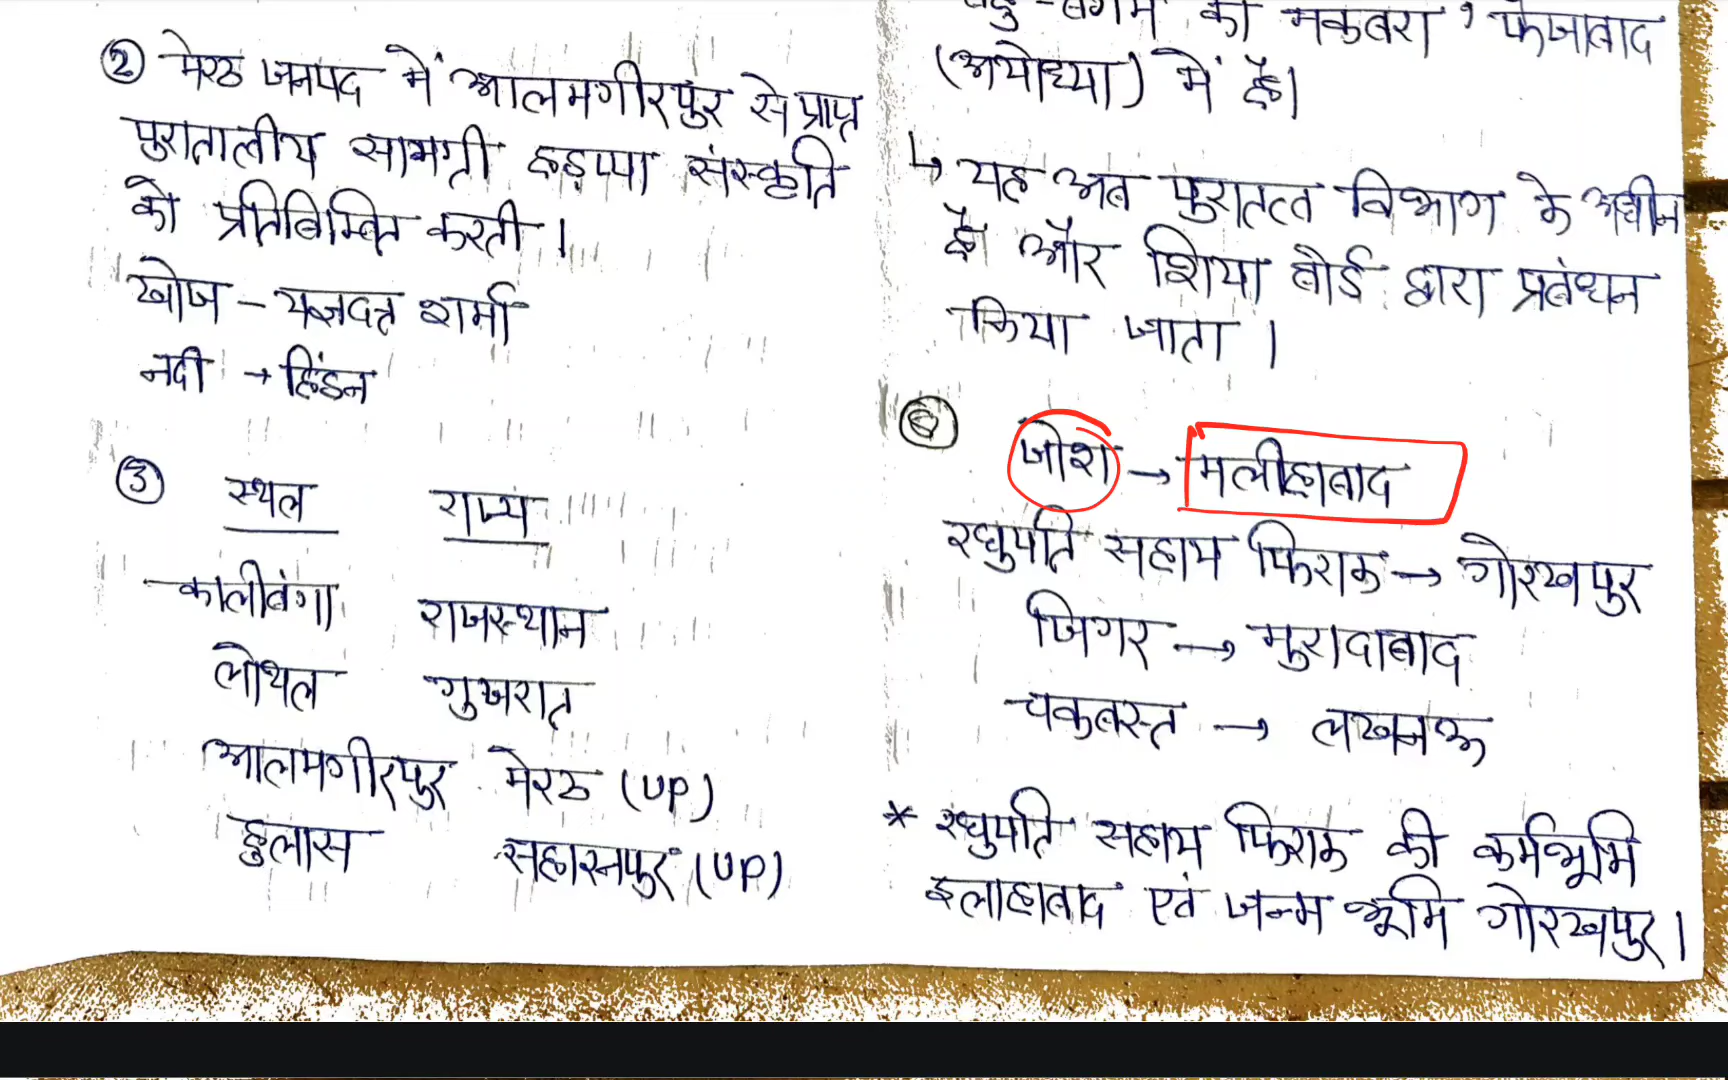 ② मेरठ जनपद में आलमगीरपुर से प्राप्त
पुरातालीय सामग्री हड़प्पा संस्कृति
को प्रतिबिम्बित करती ।
खोज – यज्ञदत्त शर्मा
नदी → हिंडन
③ स्थल राज्य
कालीबंगा राजस्थान
लोथल गुजरात
आलमगीरपुर मेरठ (UP)
हुलास सहारनपुर (UP)
बहु-बेगम का मकबरा, फैजाबाद
(अयोध्या) में है।
↳ यह अब पुरातत्त विभाग के अधीन
है और शिया बोर्ड द्वारा प्रबंधन
किया जाता ।
⑥ जोश → मलीहाबाद
रघुपति सहाय फिराक → गोरखपुर
जिगर → मुरादाबाद
चकबस्त → लखनऊ
* रघुपति सहाय फिराक की कर्मभूमि
इलाहाबाद एवं जन्म भूमि गोरखपुर।